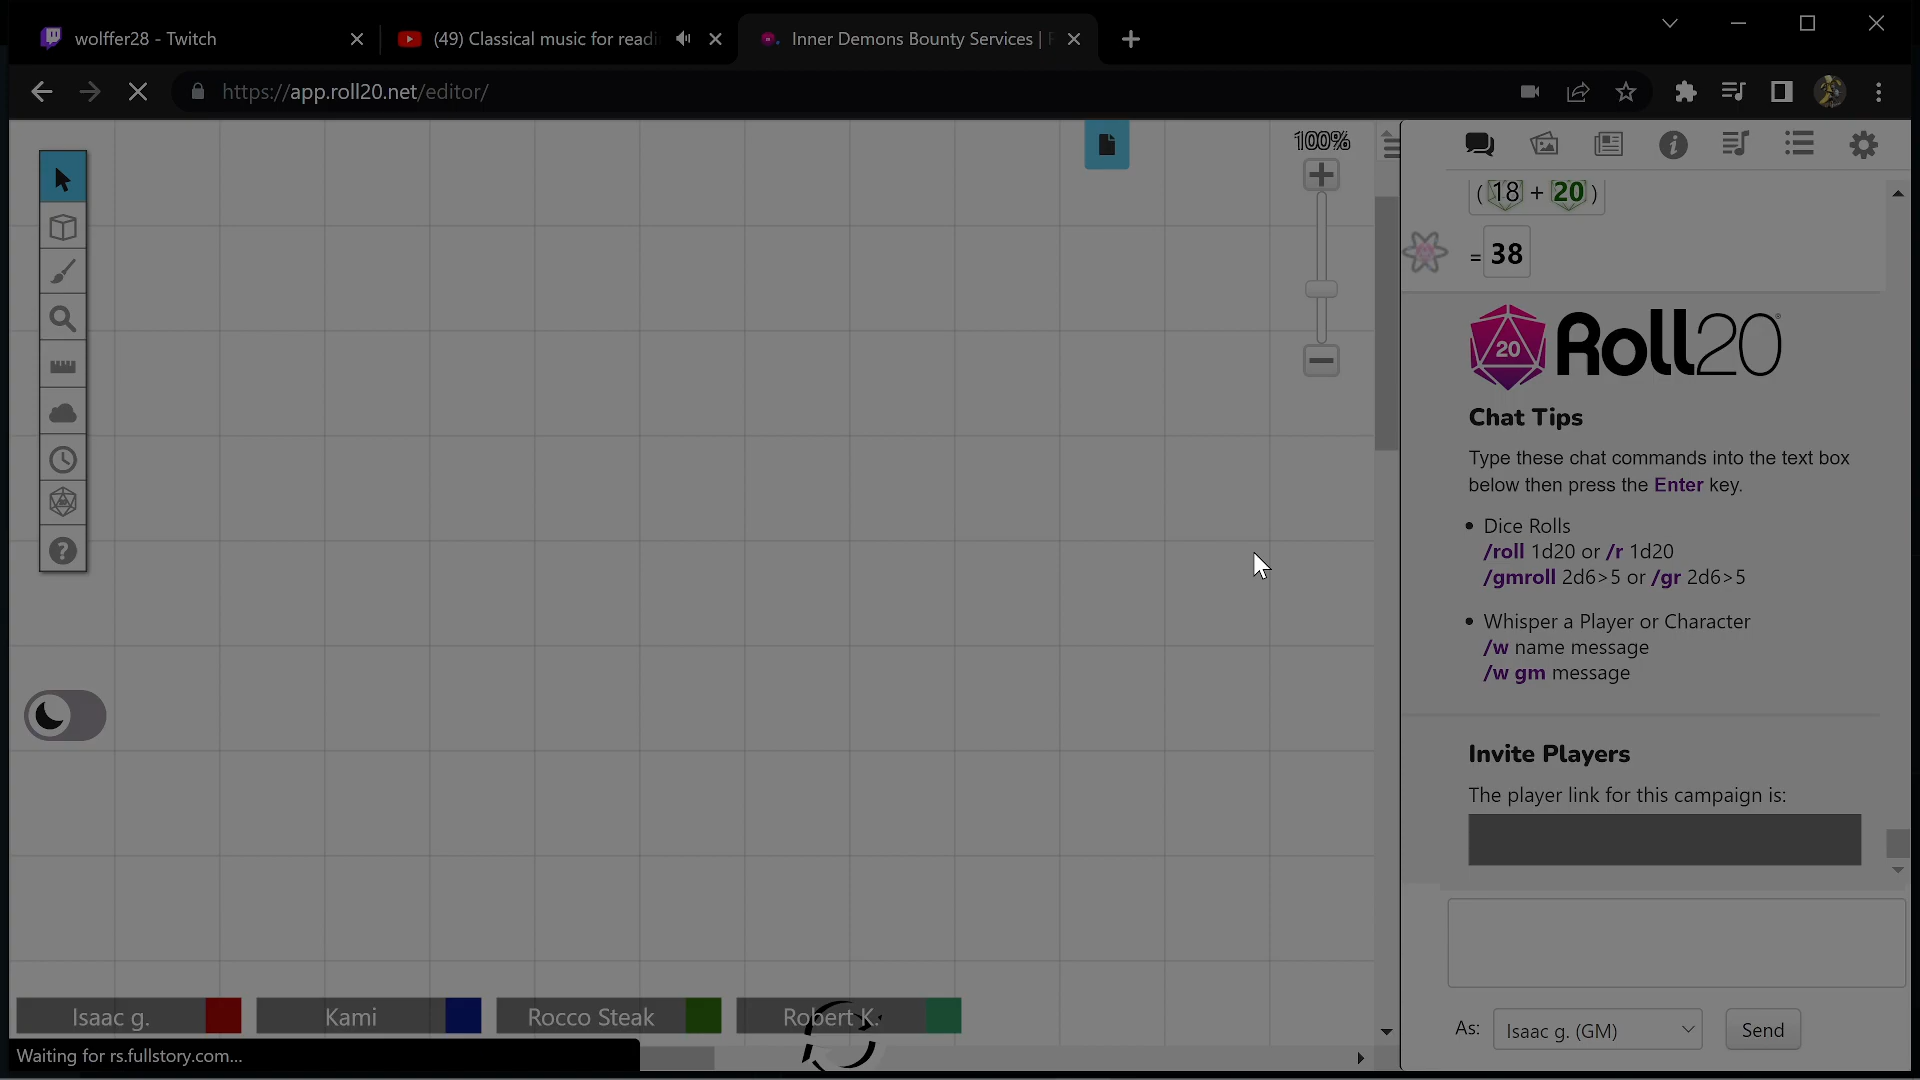 wolffer28 - Twitch
(49) Classical music for readi
Inner Demons Bounty Services |
https://app.roll20.net/editor/
100%
(18 + 20)
= 38
20 Roll20
Chat Tips
Type these chat commands into the text box
below then press the Enter key.
• Dice Rolls
/roll 1d20 or /r 1d20
/gmroll 2d6>5 or /gr 2d6>5
• Whisper a Player or Character
/w name message
/w gm message
Invite Players
The player link for this campaign is:
Isaac g.
Kami
Rocco Steak
Robert K.
As:
Isaac g. (GM)
Send
Waiting for rs.fullstory.com...